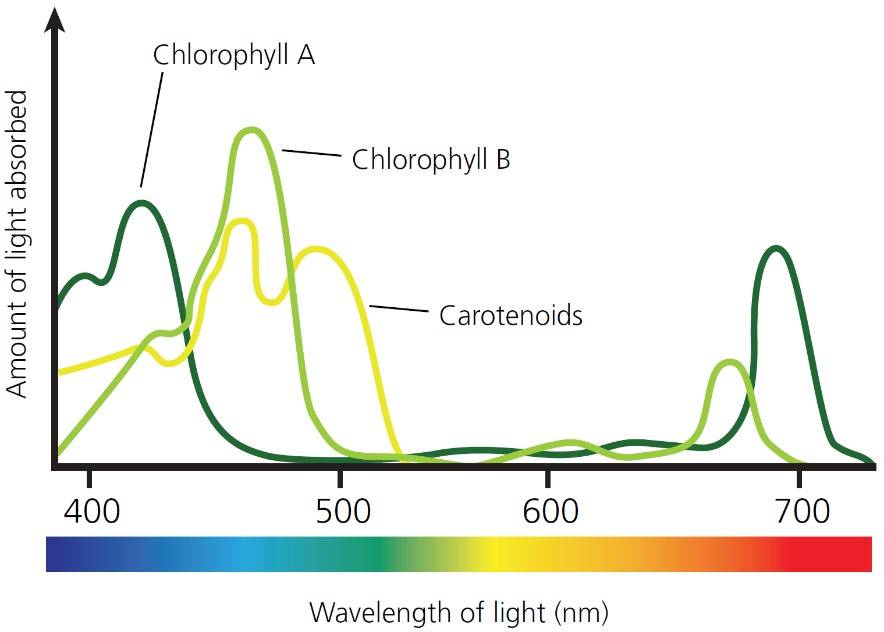 Chlorophyll A
Chlorophyll B
Carotenoids
Amount of light absorbed
400 500 600 700
Wavelength of light (nm)